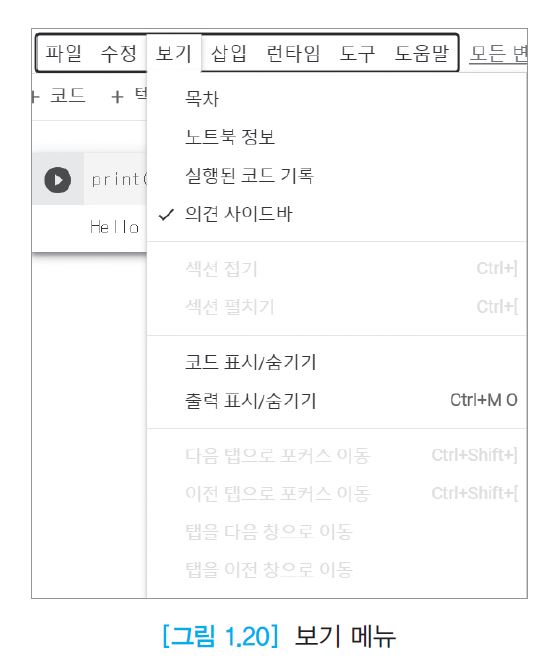 파일 수정 보기 삽입 런타임 도구 도움말 모든 변
+ 코드 + 텍
목차
노트북 정보
print(
실행된 코드 기록
Hello
✓ 의견 사이드바
섹션 접기 Ctrl+]
섹션 펼치기 Ctrl+[
코드 표시/숨기기
출력 표시/숨기기 Ctrl+M O
다음 탭으로 포커스 이동 Ctrl+Shift+]
이전 탭으로 포커스 이동 Ctrl+Shift+[
탭을 다음 창으로 이동
탭을 이전 창으로 이동
[그림 1.20] 보기 메뉴